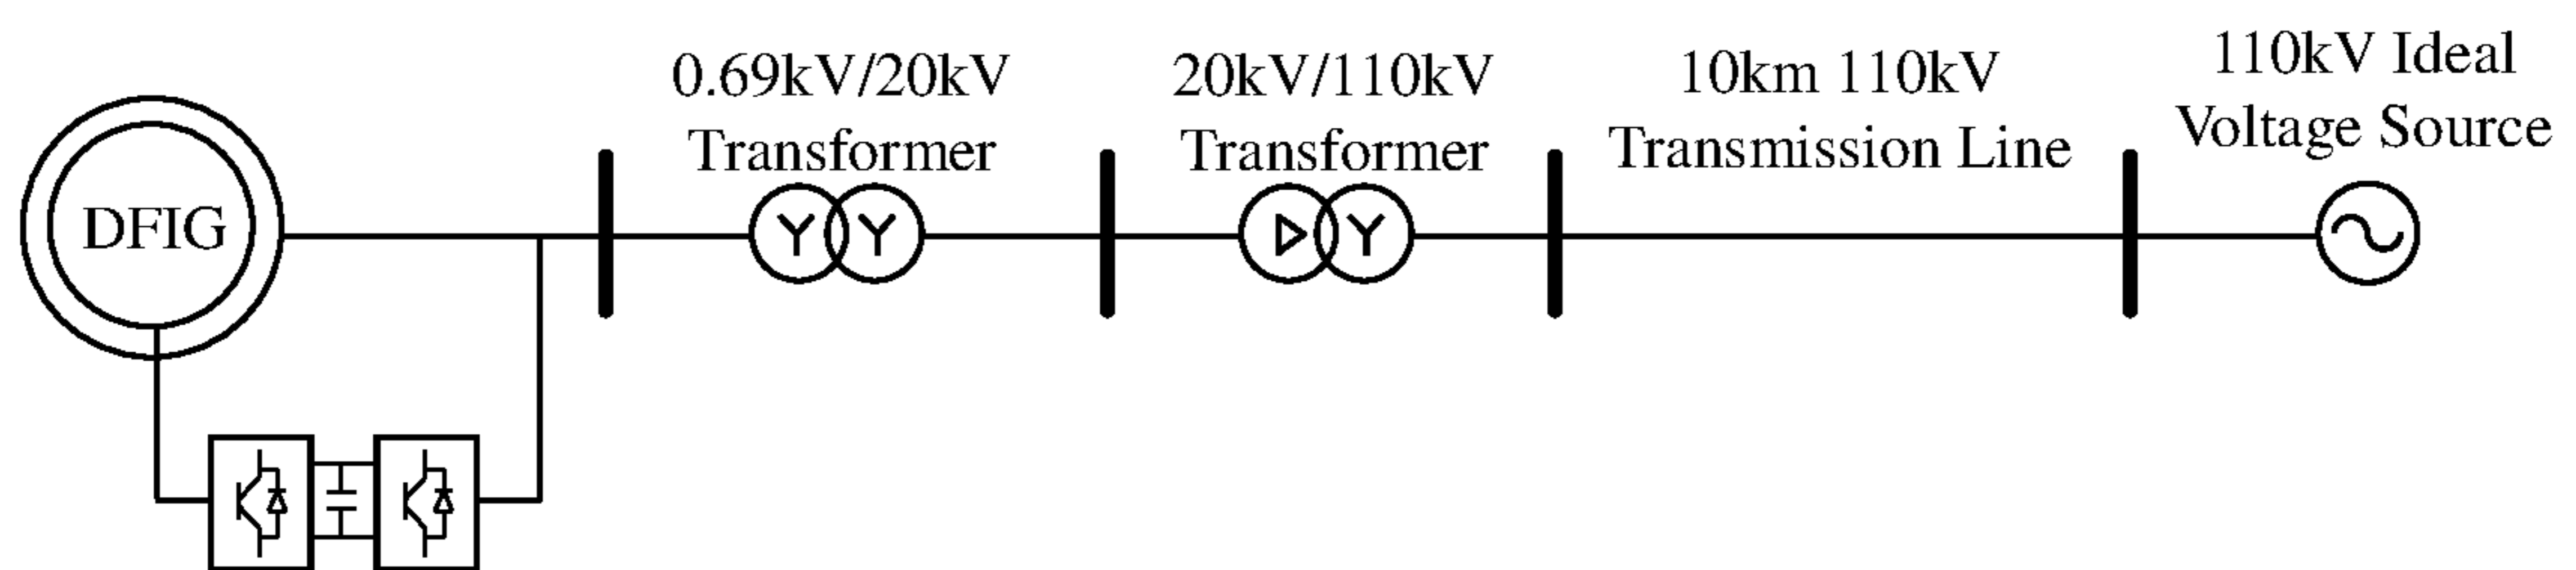 DFIG
0.69kV/20kV
Transformer
20kV/110kV
Transformer
10km 110kV
Transmission Line
110kV Ideal
Voltage Source